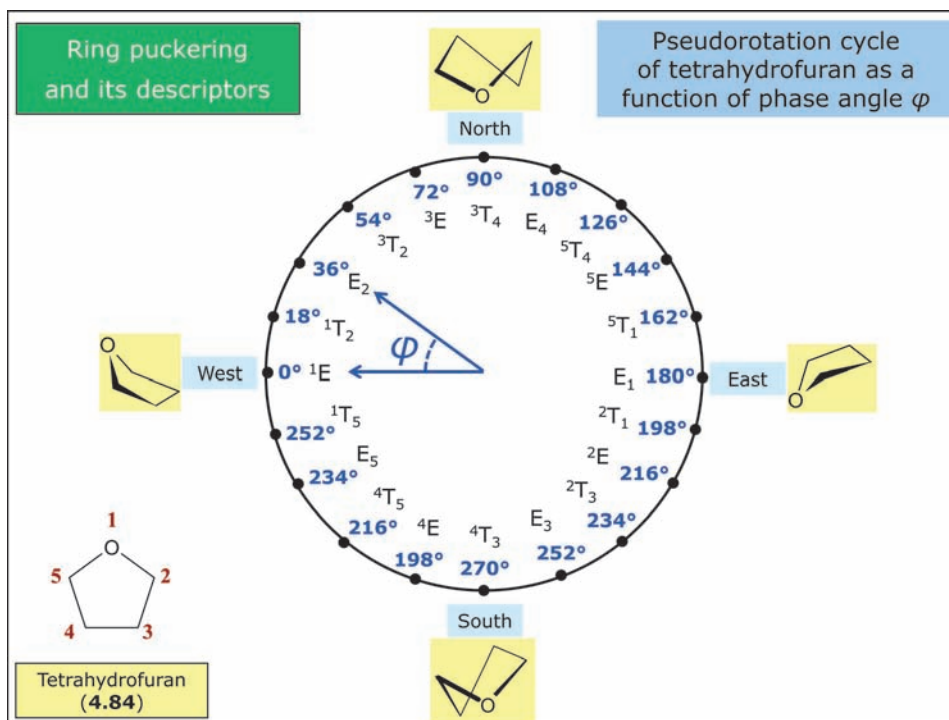 Ring puckering
and its descriptors
Pseudorotation cycle
of tetrahydrofuran as a
function of phase angle φ
O
North
90°
72°
108°
54°
126°
³T₄
³E
E₄
³T₂
⁵T₄
36°
144°
E₂
⁵E
18°
162°
¹T₂
⁵T₁
φ
O
West
0°
¹E
E₁
180°
East
O
¹T₅
²T₁
252°
198°
E₅
²E
234°
216°
⁴T₅
²T₃
216°
234°
⁴E
E₃
198°
252°
⁴T₃
270°
1
O
5
2
4
3
South
O
Tetrahydrofuran
(4.84)